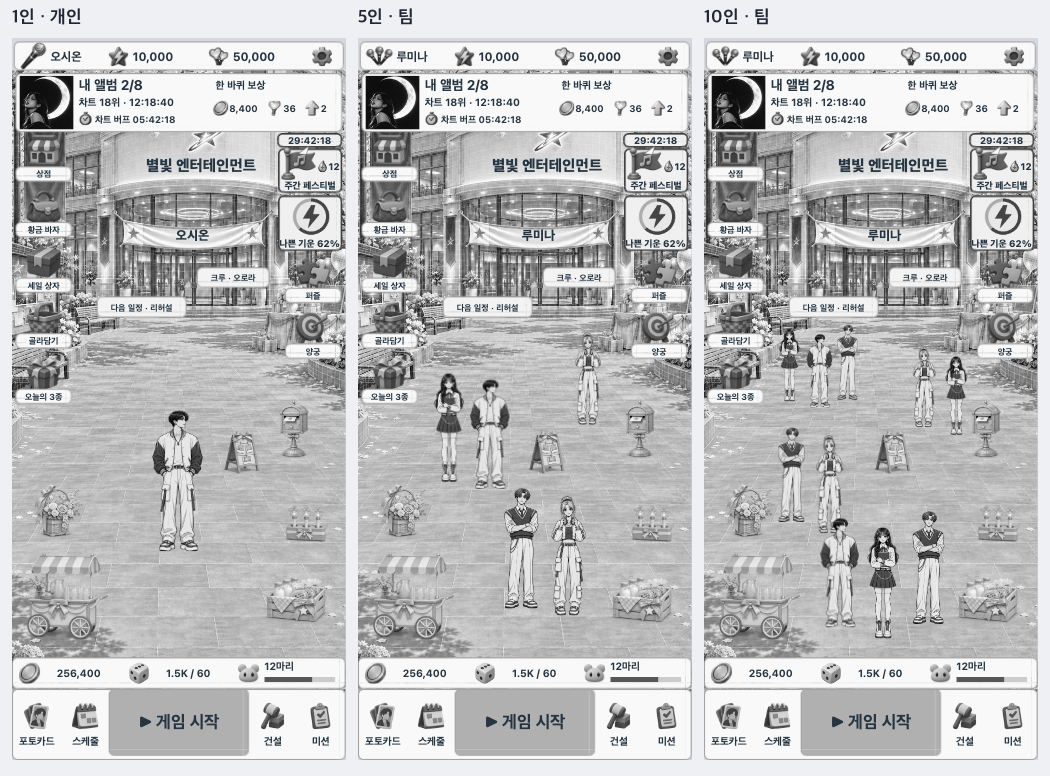 1인 · 개인
오시온
10,000
50,000
내 앨범 2/8
한 바퀴 보상
차트 18위 · 12:18:40
8,400
36
2
차트 버프 05:42:18
29:42:18
별빛 엔터테인먼트
12
상점
주간 페스티벌
황금 바자
오시온
나쁜 기운 62%
크루 · 오로라
세일 상자
퍼즐
다음 일정 · 리허설
골라담기
양궁
오늘의 3종
256,400
1.5K / 60
12마리
포토카드
스케줄
▶ 게임 시작
건설
미션
5인 · 팀
루미나
10,000
50,000
내 앨범 2/8
한 바퀴 보상
차트 18위 · 12:18:40
8,400
36
2
차트 버프 05:42:18
29:42:18
별빛 엔터테인먼트
12
상점
주간 페스티벌
황금 바자
루미나
나쁜 기운 62%
크루 · 오로라
세일 상자
퍼즐
다음 일정 · 리허설
골라담기
양궁
오늘의 3종
256,400
1.5K / 60
12마리
포토카드
스케줄
▶ 게임 시작
건설
미션
10인 · 팀
루미나
10,000
50,000
내 앨범 2/8
한 바퀴 보상
차트 18위 · 12:18:40
8,400
36
2
차트 버프 05:42:18
29:42:18
별빛 엔터테인먼트
12
상점
주간 페스티벌
황금 바자
루미나
나쁜 기운 62%
크루 · 오로라
세일 상자
퍼즐
다음 일정 · 리허설
골라담기
양궁
오늘의 3종
256,400
1.5K / 60
12마리
포토카드
스케줄
▶ 게임 시작
건설
미션